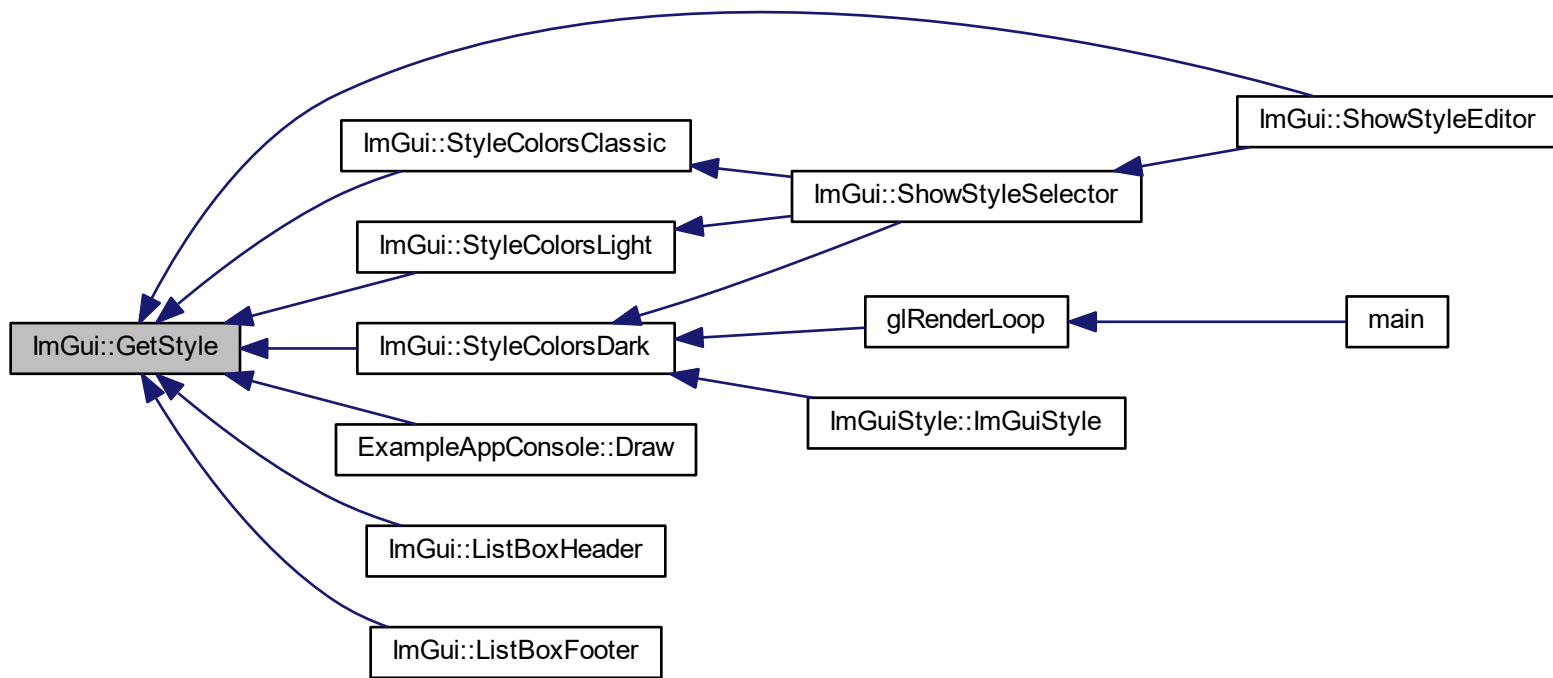 ImGui::ShowStyleEditor
ImGui::StyleColorsClassic
ImGui::ShowStyleSelector
ImGui::StyleColorsLight
glRenderLoop
main
ImGui::GetStyle
ImGui::StyleColorsDark
ImGuiStyle::ImGuiStyle
ExampleAppConsole::Draw
ImGui::ListBoxHeader
ImGui::ListBoxFooter